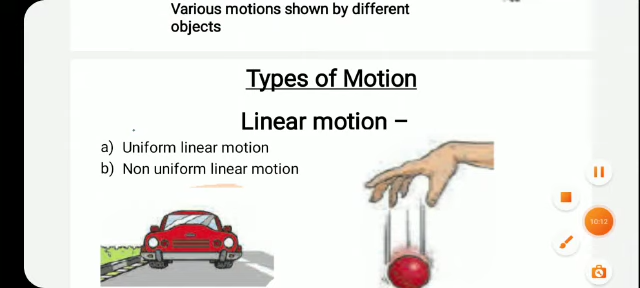 Various motions shown by different
objects
Types of Motion
Linear motion –
a) Uniform linear motion
b) Non uniform linear motion
10:12